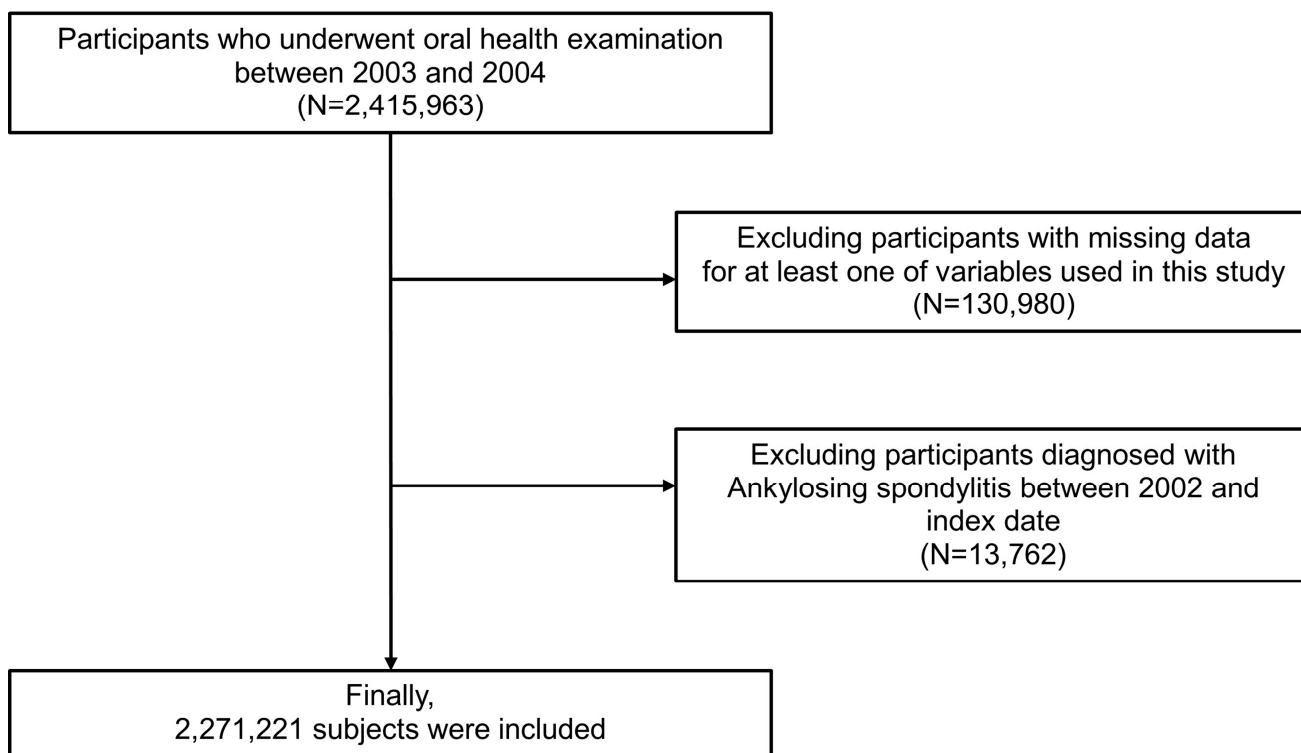 Participants who underwent oral health examination
between 2003 and 2004
(N=2,415,963)
Excluding participants with missing data
for at least one of variables used in this study
(N=130,980)
Excluding participants diagnosed with
Ankylosing spondylitis between 2002 and
index date
(N=13,762)
Finally,
2,271,221 subjects were included